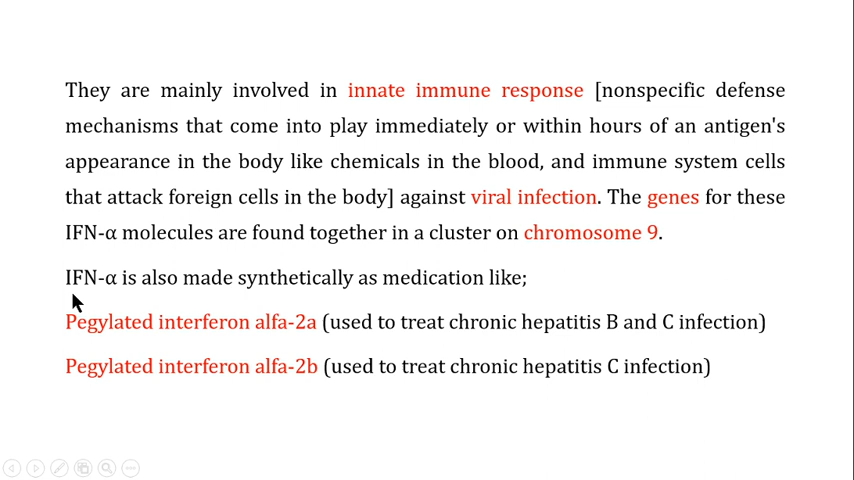 They are mainly involved in innate immune response [nonspecific defense
mechanisms that come into play immediately or within hours of an antigen's
appearance in the body like chemicals in the blood, and immune system cells
that attack foreign cells in the body] against viral infection. The genes for these
IFN-α molecules are found together in a cluster on chromosome 9.
IFN-α is also made synthetically as medication like;
Pegylated interferon alfa-2a (used to treat chronic hepatitis B and C infection)
Pegylated interferon alfa-2b (used to treat chronic hepatitis C infection)